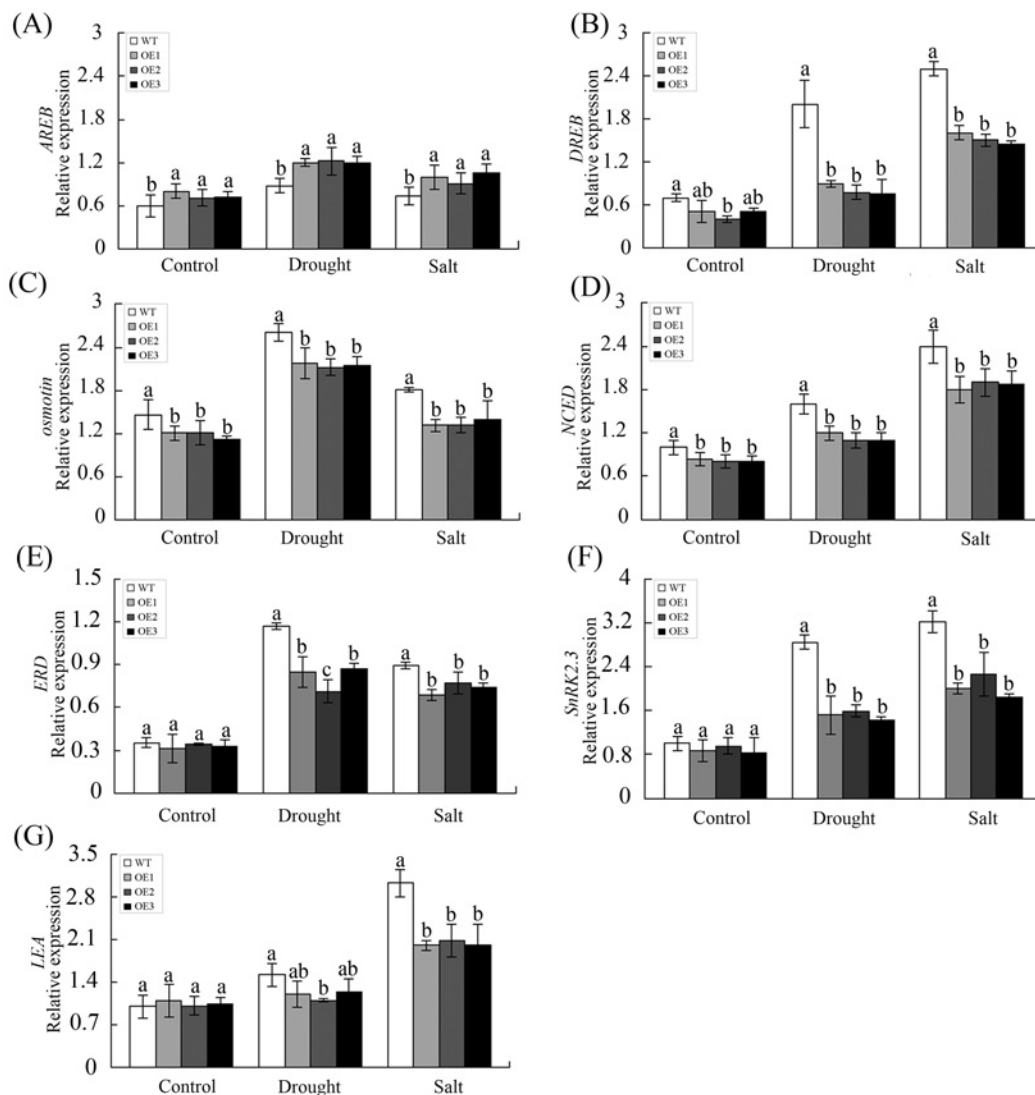 (A)
WT
OE1
OE2
OE3
AREB
Relative expression
3
2.4
1.8
1.2
0.6
0
b a a a
b a a a
b a a a
Control Drought Salt
(B)
WT
OE1
OE2
OE3
DREB
Relative expression
3
2.4
1.8
1.2
0.6
0
a ab b ab
a b b b
a b b b
Control Drought Salt
(C)
WT
OE1
OE2
OE3
osmotin
Relative expression
3
2.4
1.8
1.2
0.6
0
a b b b
a b b b
a b b b
Control Drought Salt
(D)
WT
OE1
OE2
OE3
NCED
Relative expression
3
2.4
1.8
1.2
0.6
0
a b b b
a b b b
a b b b
Control Drought Salt
(E)
WT
OE1
OE2
OE3
ERD
Relative expression
1.5
1.2
0.9
0.6
0.3
0
a a a a
a b c b
a b b b
Control Drought Salt
(F)
WT
OE1
OE2
OE3
SnRK2.3
Relative expression
4
3.2
2.4
1.6
0.8
0
a a a a
a b b b
a b b b
Control Drought Salt
(G)
WT
OE1
OE2
OE3
LEA
Relative expression
3.5
2.8
2.1
1.4
0.7
0
a a a a
a ab b ab
a b b b
Control Drought Salt